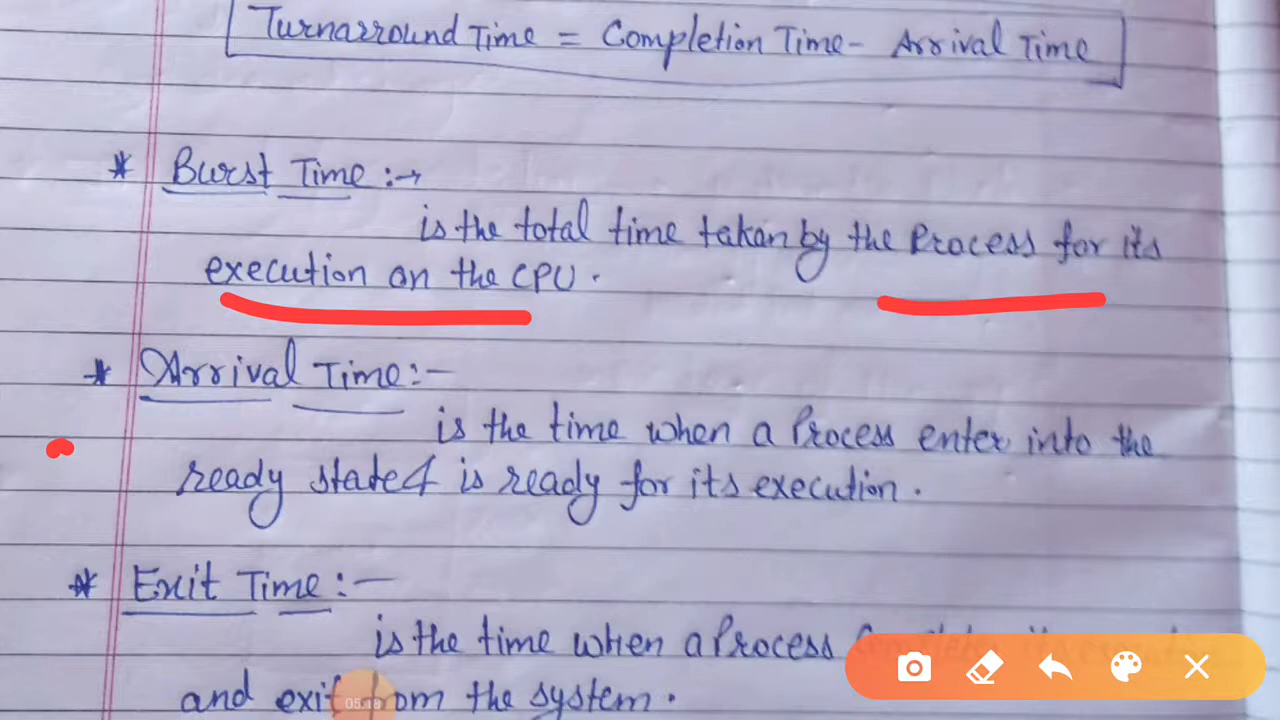 Turnarround Time = Completion Time - Arrival Time
* Burst Time :→
is the total time taken by the Process for its
execution on the CPU.
* Arrival Time :-
is the time when a Process enter into the
ready state & is ready for its execution.
* Exit Time :-
is the time when a Process
and exit from the system.
05:18